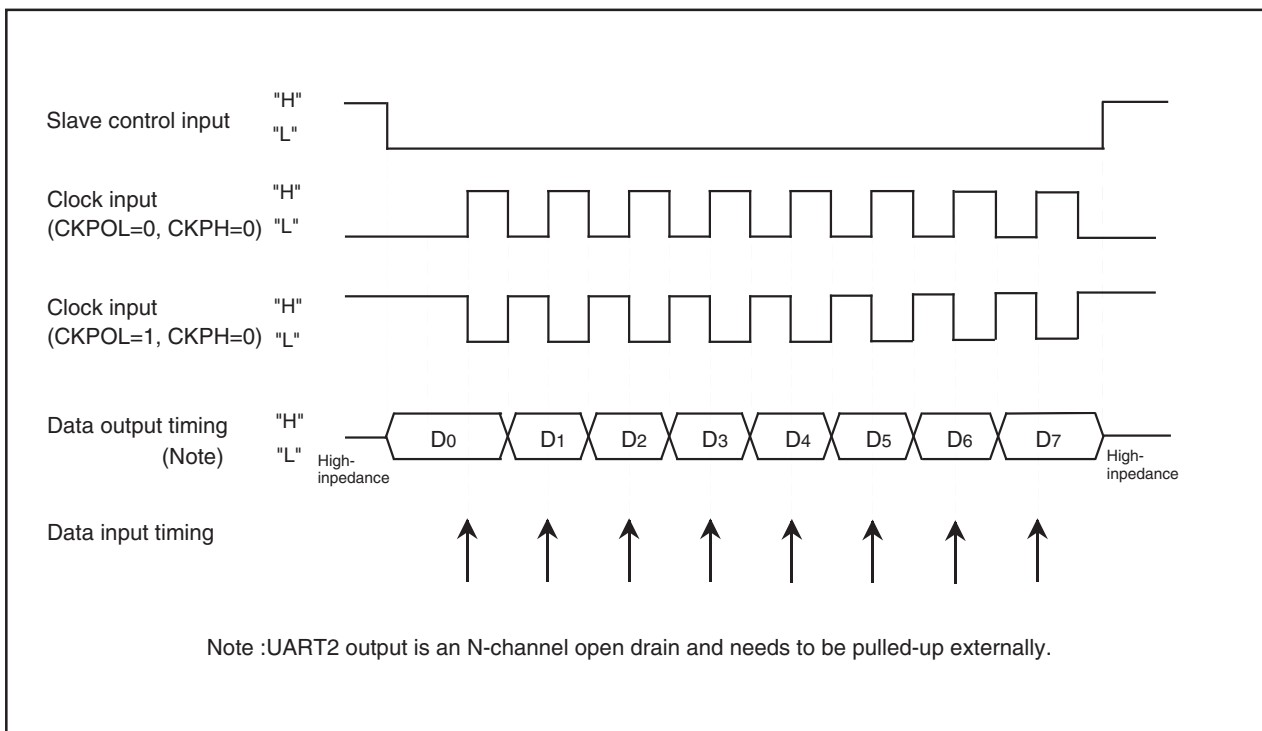 Slave control input "H"
"L"
Clock input "H"
(CKPOL=0, CKPH=0) "L"
Clock input "H"
(CKPOL=1, CKPH=0) "L"
Data output timing "H"
(Note) "L"
High-
inpedance
D0 D1 D2 D3 D4 D5 D6 D7
High-
inpedance
Data input timing
Note :UART2 output is an N-channel open drain and needs to be pulled-up externally.